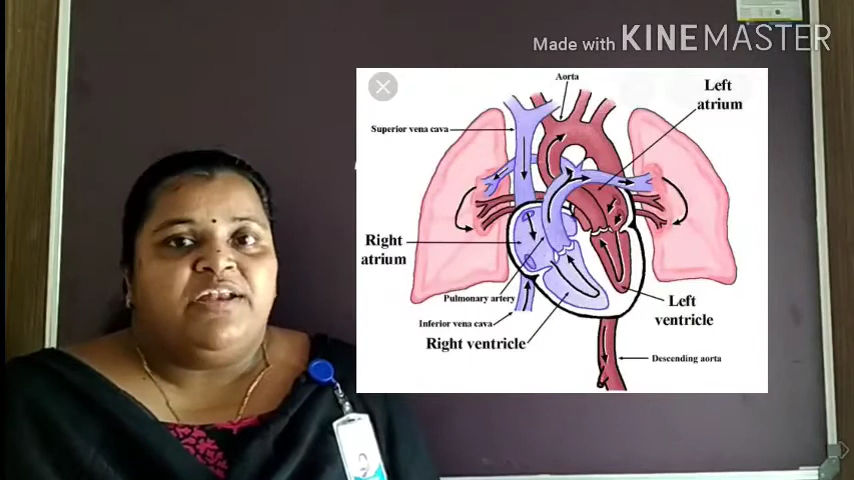 Made with KINEMASTER
Aorta
Left
atrium
Superior vena cava
Right
atrium
Pulmonary artery
Left
ventricle
Inferior vena cava
Right ventricle
Descending aorta